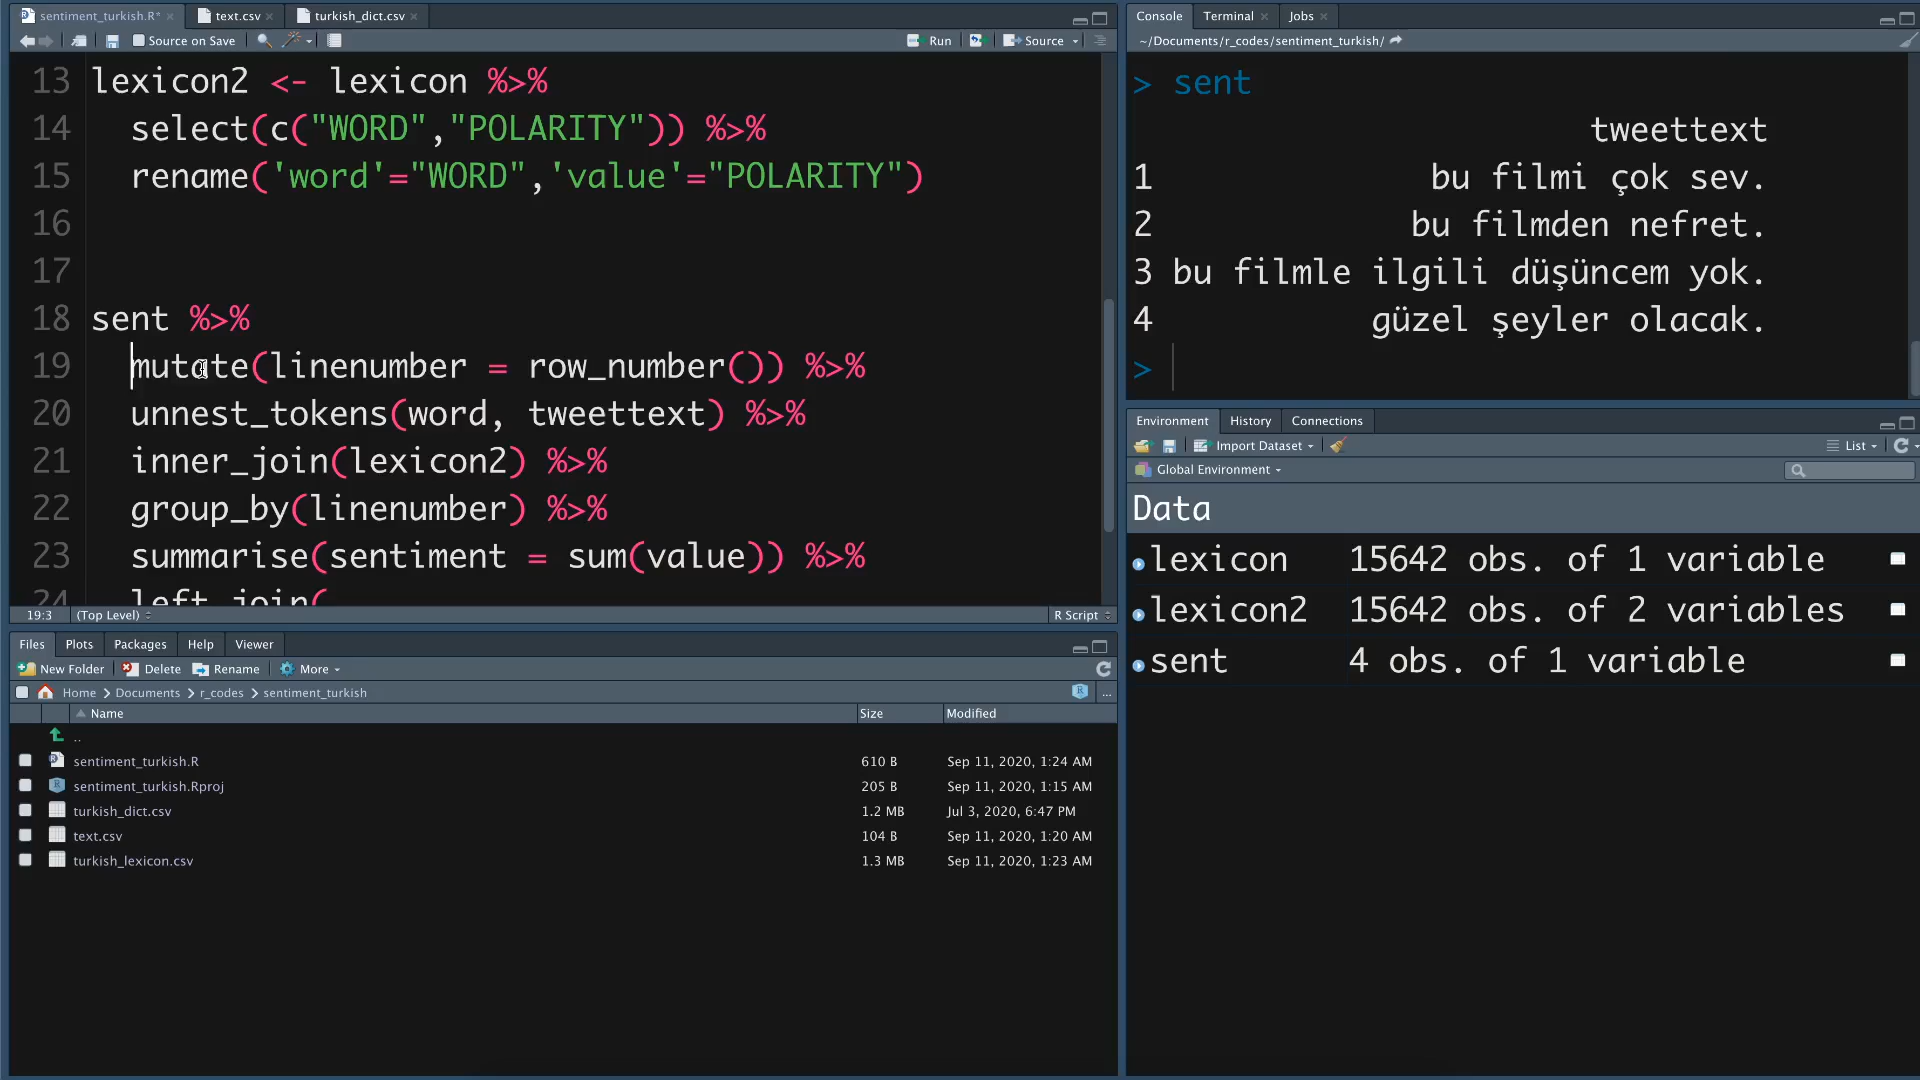 sentiment_turkish.R* × text.csv × turkish_dict.csv ×
Source on Save Run Source
13 lexicon2 <- lexicon %>%
14 select(c("WORD","POLARITY")) %>%
15 rename('word'="WORD",'value'="POLARITY")
16
17
18 sent %>%
19 mutate(linenumber = row_number()) %>%
20 unnest_tokens(word, tweettext) %>%
21 inner_join(lexicon2) %>%
22 group_by(linenumber) %>%
23 summarise(sentiment = sum(value)) %>%
24 left_join(
19:3 (Top Level) R Script
Files Plots Packages Help Viewer
New Folder Delete Rename More
Home > Documents > r_codes > sentiment_turkish ...
Name Size Modified
..
sentiment_turkish.R 610 B Sep 11, 2020, 1:24 AM
sentiment_turkish.Rproj 205 B Sep 11, 2020, 1:15 AM
turkish_dict.csv 1.2 MB Jul 3, 2020, 6:47 PM
text.csv 104 B Sep 11, 2020, 1:20 AM
turkish_lexicon.csv 1.3 MB Sep 11, 2020, 1:23 AM
Console Terminal × Jobs ×
~/Documents/r_codes/sentiment_turkish/
> sent
tweettext
1 bu filmi çok sev.
2 bu filmden nefret.
3 bu filmle ilgili düşüncem yok.
4 güzel şeyler olacak.
>
Environment History Connections
Import Dataset List
Global Environment
Data
lexicon 15642 obs. of 1 variable
lexicon2 15642 obs. of 2 variables
sent 4 obs. of 1 variable